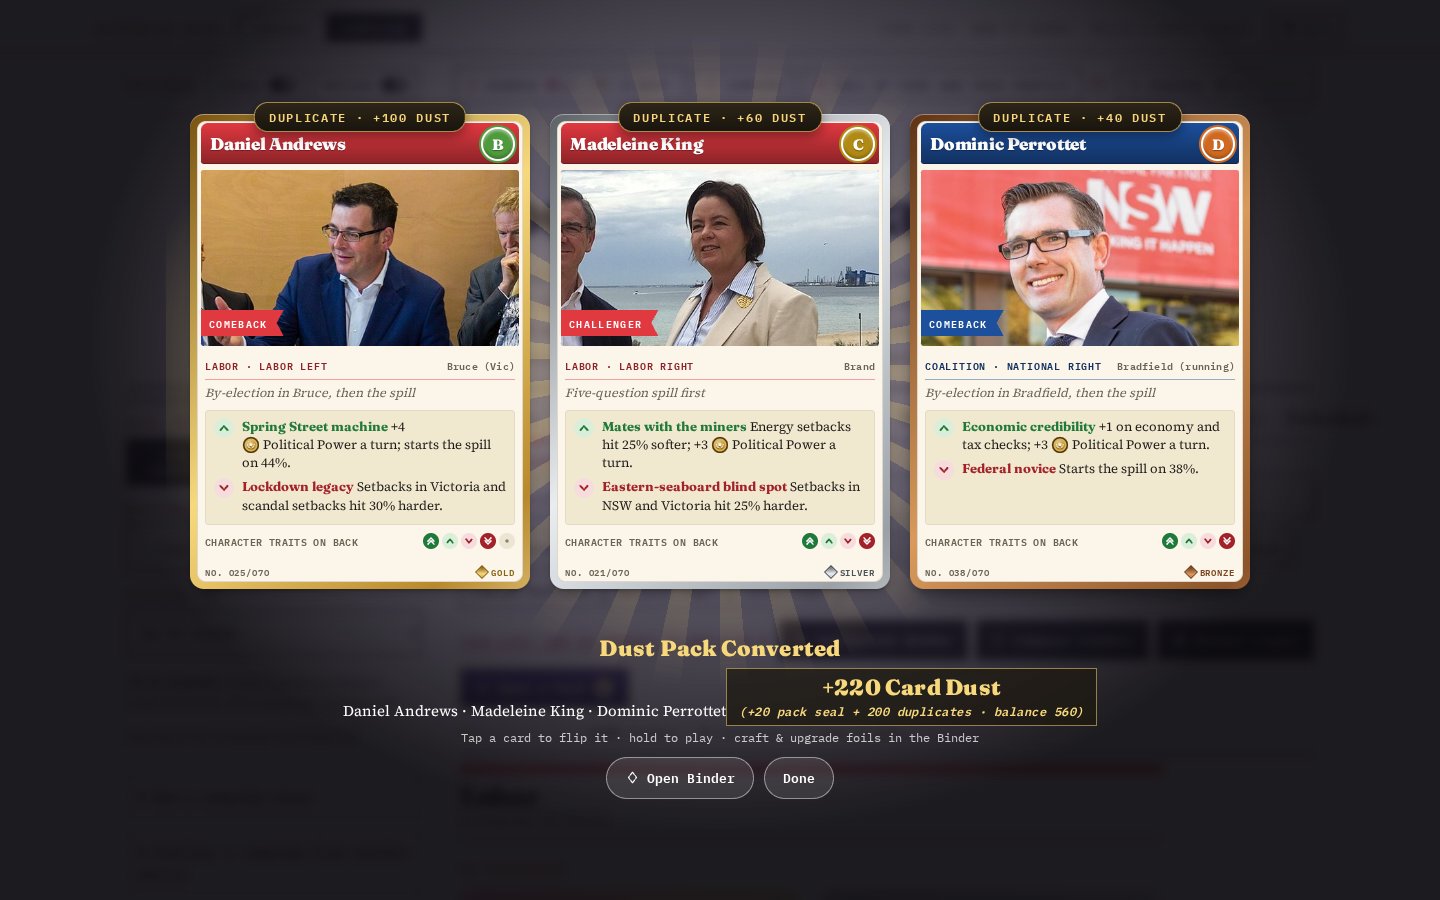 DUPLICATE · +100 DUST
Daniel Andrews
B
COMEBACK
LABOR · LABOR LEFT
Bruce (Vic)
By-election in Bruce, then the spill
Spring Street machine +4
Political Power a turn; starts the spill
on 44%.
Lockdown legacy Setbacks in Victoria and
scandal setbacks hit 30% harder.
CHARACTER TRAITS ON BACK
NO. 025/070
GOLD
DUPLICATE · +60 DUST
Madeleine King
C
CHALLENGER
LABOR · LABOR RIGHT
Brand
Five-question spill first
Mates with the miners Energy setbacks
hit 25% softer; +3 Political Power a
turn.
Eastern-seaboard blind spot Setbacks in
NSW and Victoria hit 25% harder.
CHARACTER TRAITS ON BACK
NO. 021/070
SILVER
DUPLICATE · +40 DUST
Dominic Perrottet
D
NSW
KING IT HAPPEN
COMEBACK
COALITION · NATIONAL RIGHT
Bradfield (running)
By-election in Bradfield, then the spill
Economic credibility +1 on economy and
tax checks; +3 Political Power a turn.
Federal novice Starts the spill on 38%.
CHARACTER TRAITS ON BACK
NO. 038/070
BRONZE
Dust Pack Converted
Daniel Andrews · Madeleine King · Dominic Perrottet
+220 Card Dust
(+20 pack seal + 200 duplicates · balance 560)
Tap a card to flip it · hold to play · craft & upgrade foils in the Binder
Open Binder
Done